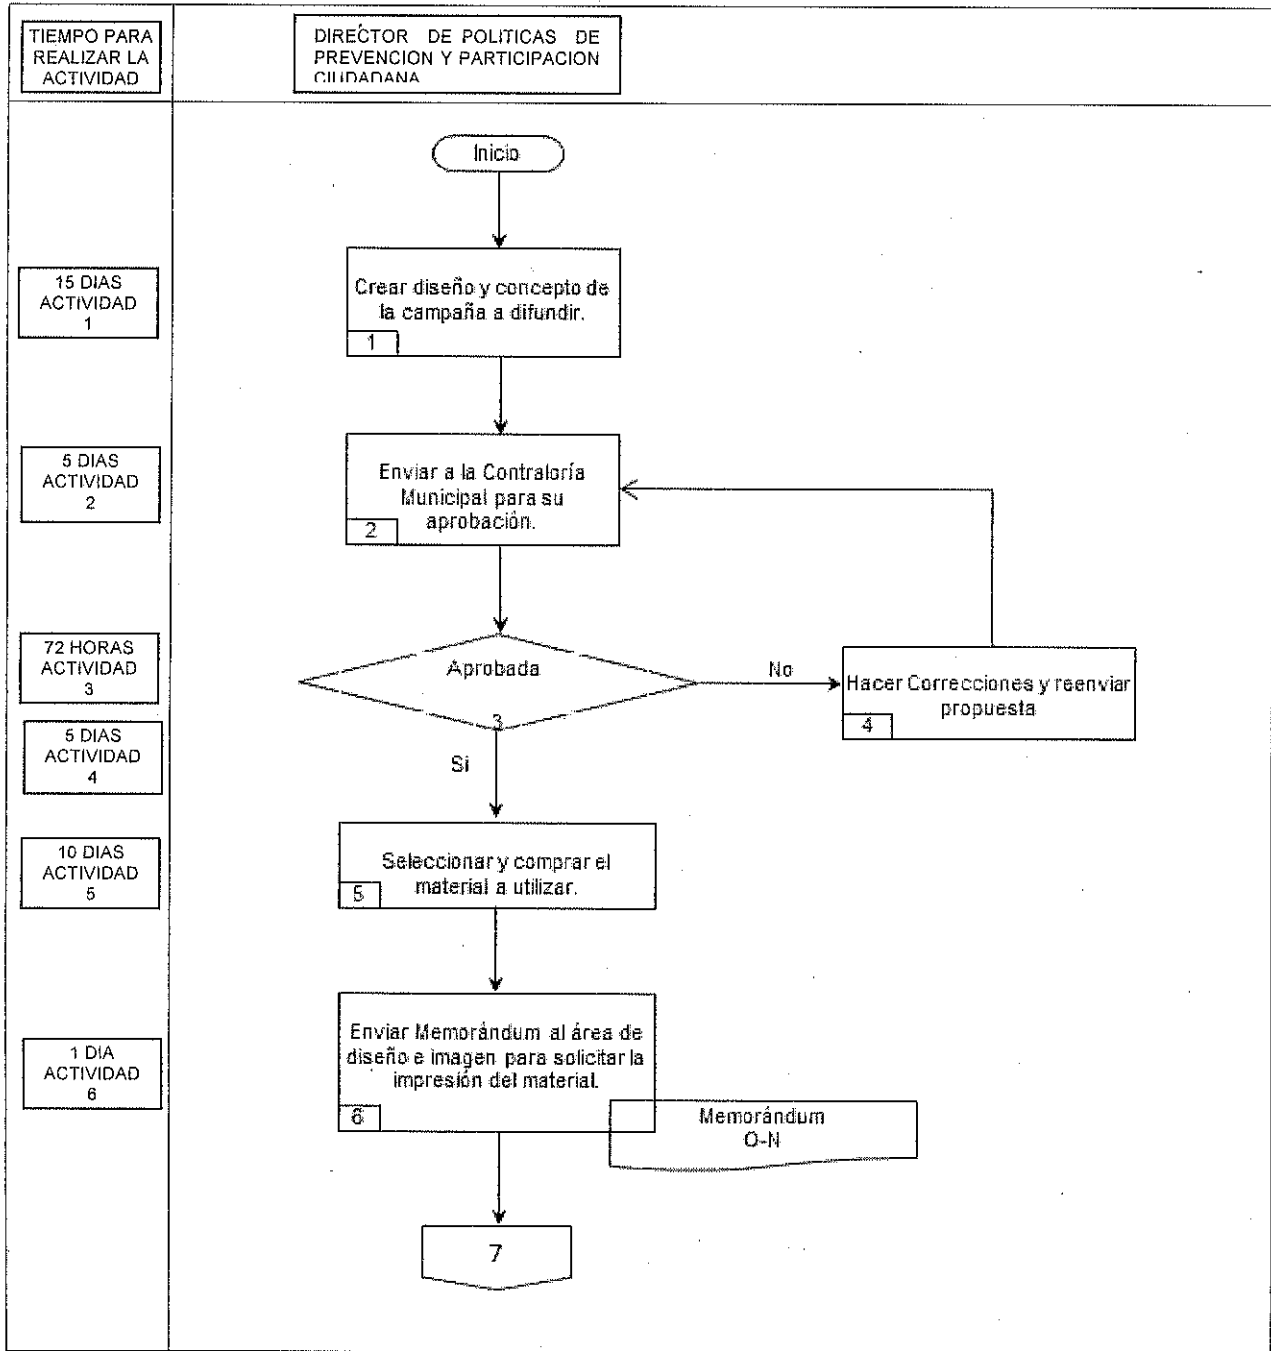 TIEMPO PARA
REALIZAR LA
ACTIVIDAD
DIRECTOR DE POLITICAS DE
PREVENCION Y PARTICIPACION
CIUDADANA
Inicio
15 DIAS
ACTIVIDAD
1
Crear diseño y concepto de
la campaña a difundir.
1
5 DIAS
ACTIVIDAD
2
Enviar a la Contraloría
Municipal para su
aprobación.
2
72 HORAS
ACTIVIDAD
3
Aprobada
3
No
Hacer Correcciones y reenviar
propuesta
4
5 DIAS
ACTIVIDAD
4
Si
10 DIAS
ACTIVIDAD
5
Seleccionar y comprar el
material a utilizar.
5
1 DIA
ACTIVIDAD
6
Enviar Memorándum al área de
diseño e imagen para solicitar la
impresión del material.
6
Memorándum
O-N
7